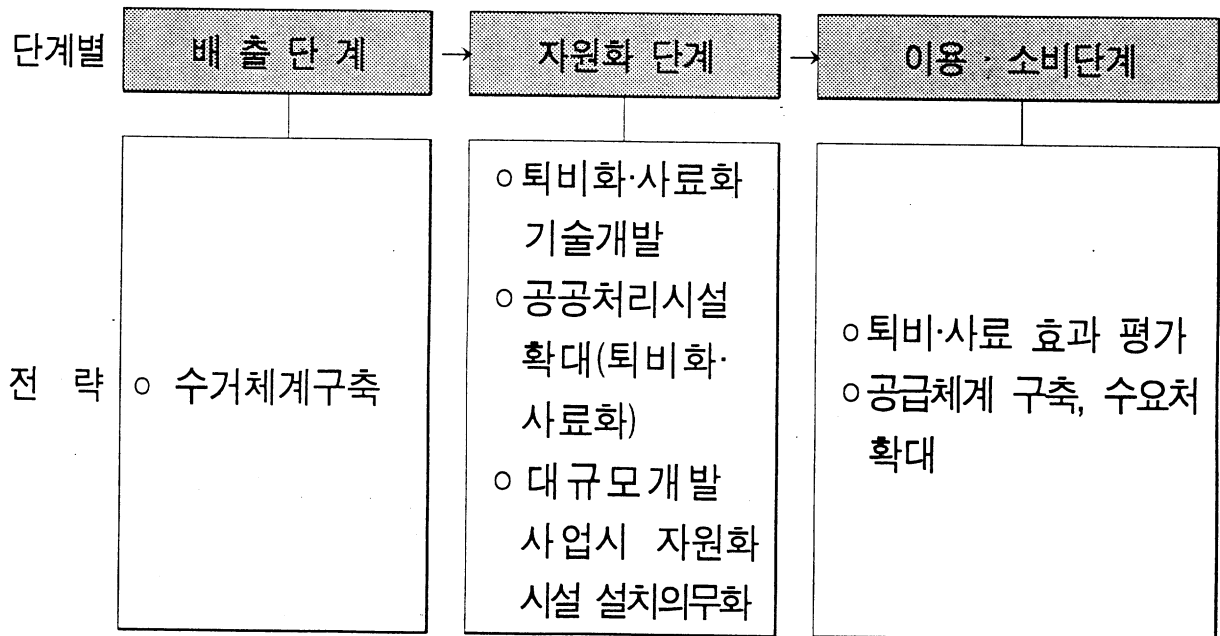 단계별 배 출 단 계 → 자원화 단계 → 이용 · 소비단계
전 략
○ 수거체계구축
○ 퇴비화·사료화
기술개발
○ 공공처리시설
확대(퇴비화·
사료화)
○ 대규모개발
사업시 자원화
시설 설치의무화
○ 퇴비·사료 효과 평가
○ 공급체계 구축, 수요처
확대